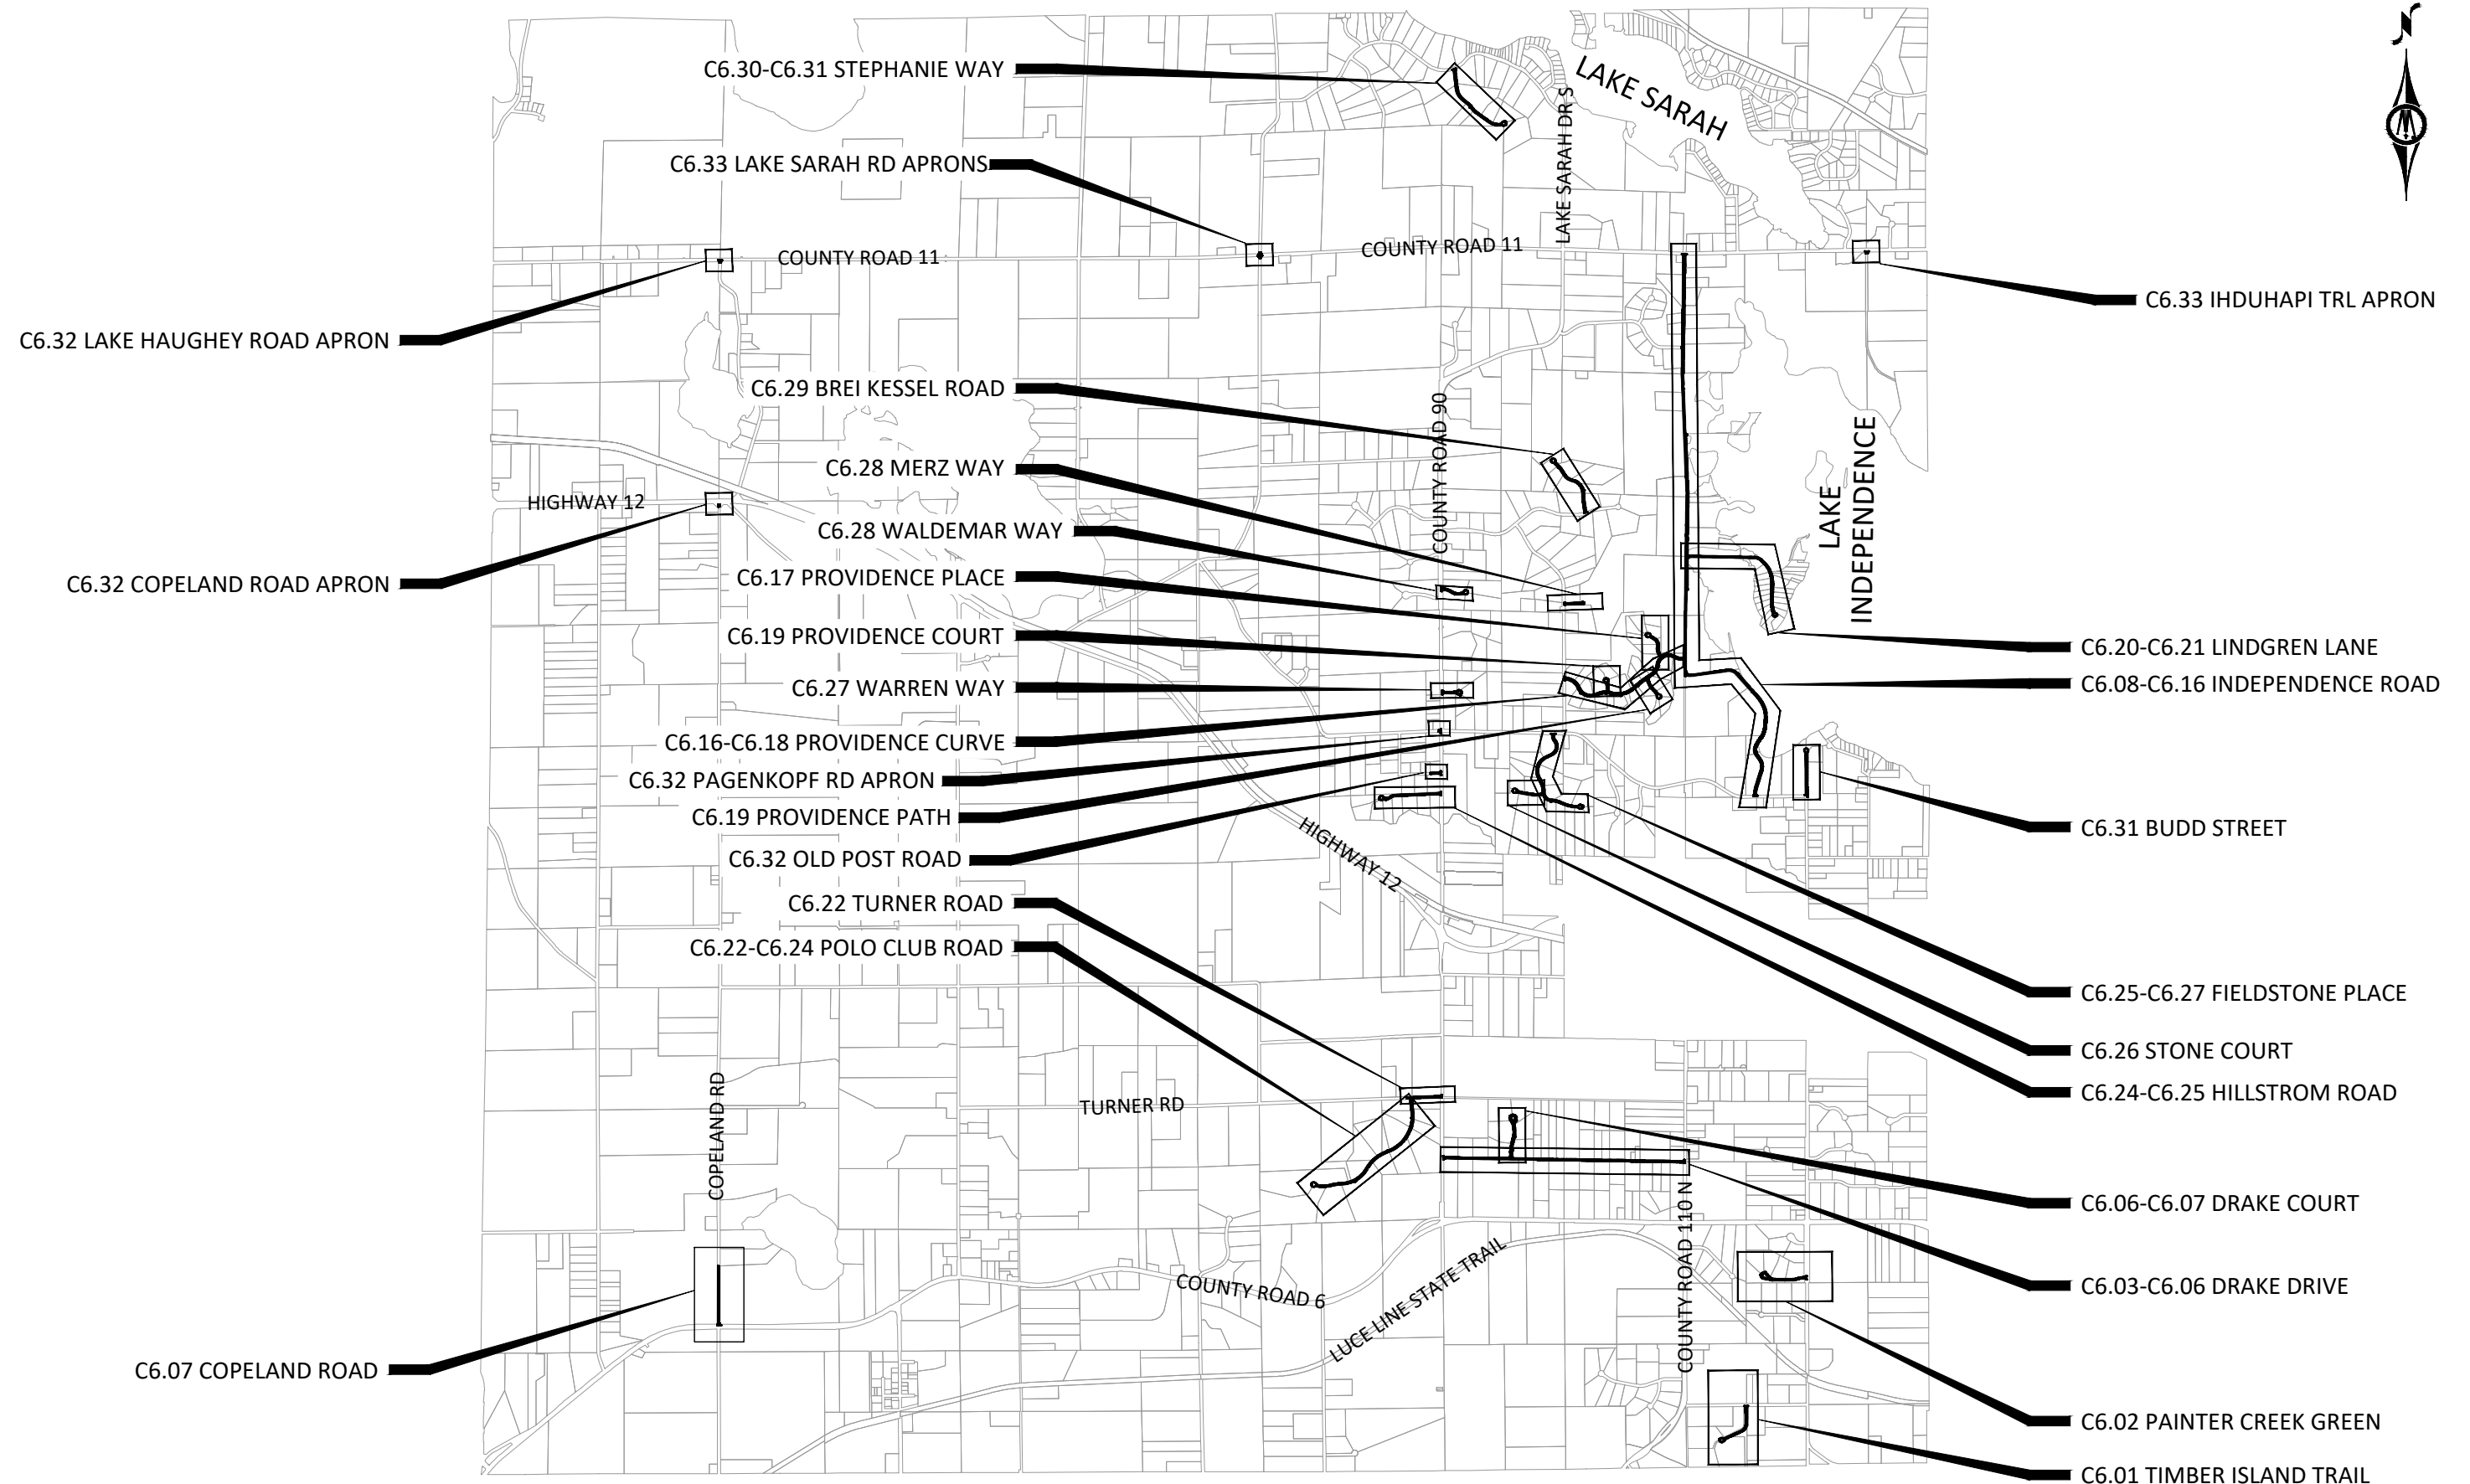 N
C6.30-C6.31 STEPHANIE WAY
LAKE SARAH
LAKE SARAH DR S
C6.33 LAKE SARAH RD APRONS
COUNTY ROAD 11
COUNTY ROAD 11
C6.33 IHDUHAPI TRL APRON
C6.32 LAKE HAUGHEY ROAD APRON
C6.29 BREI KESSEL ROAD
COUNTY ROAD 90
LAKE
INDEPENDENCE
C6.28 MERZ WAY
HIGHWAY 12
C6.28 WALDEMAR WAY
C6.32 COPELAND ROAD APRON
C6.17 PROVIDENCE PLACE
C6.19 PROVIDENCE COURT
C6.20-C6.21 LINDGREN LANE
C6.27 WARREN WAY
C6.08-C6.16 INDEPENDENCE ROAD
C6.16-C6.18 PROVIDENCE CURVE
C6.32 PAGENKOPF RD APRON
C6.19 PROVIDENCE PATH
C6.31 BUDD STREET
C6.32 OLD POST ROAD
HIGHWAY 12
C6.22 TURNER ROAD
C6.22-C6.24 POLO CLUB ROAD
C6.25-C6.27 FIELDSTONE PLACE
C6.26 STONE COURT
C6.24-C6.25 HILLSTROM ROAD
TURNER RD
COPELAND RD
C6.06-C6.07 DRAKE COURT
COUNTY ROAD 110 N
C6.03-C6.06 DRAKE DRIVE
COUNTY ROAD 6
LUCE LINE STATE TRAIL
C6.07 COPELAND ROAD
C6.02 PAINTER CREEK GREEN
C6.01 TIMBER ISLAND TRAIL